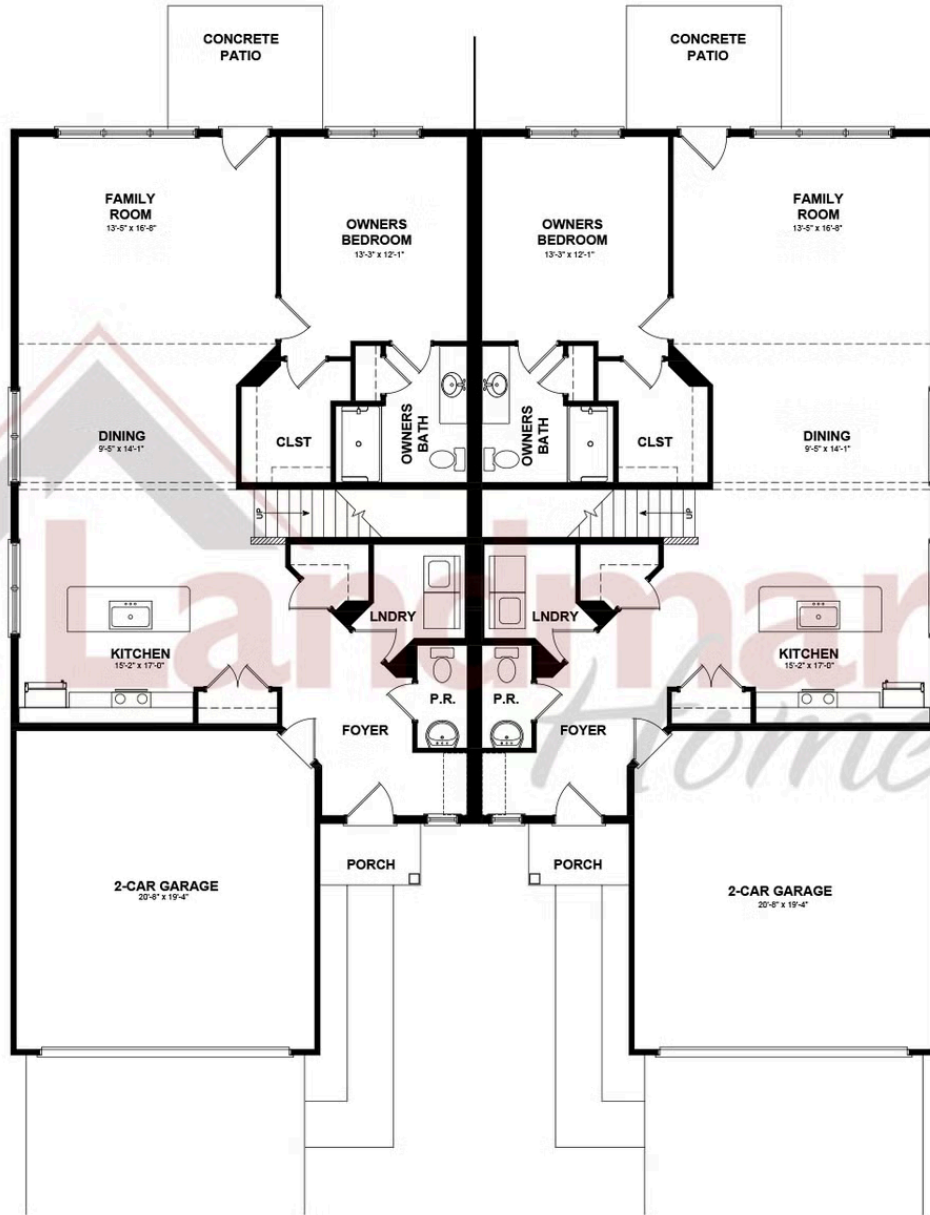 CONCRETE
PATIO
CONCRETE
PATIO
FAMILY
ROOM
13'-5" x 16'-8"
OWNERS
BEDROOM
13'-3" x 12'-1"
OWNERS
BEDROOM
13'-3" x 12'-1"
FAMILY
ROOM
13'-5" x 16'-8"
DINING
9'-5" x 14'-1"
CLST
OWNERS
BATH
OWNERS
BATH
CLST
DINING
9'-5" x 14'-1"
UP
UP
Landmar
Home
LNDRY
LNDRY
KITCHEN
15'-2" x 17'-0"
P.R.
P.R.
KITCHEN
15'-2" x 17'-0"
FOYER
FOYER
PORCH
PORCH
2-CAR GARAGE
20'-8" x 19'-4"
2-CAR GARAGE
20'-8" x 19'-4"